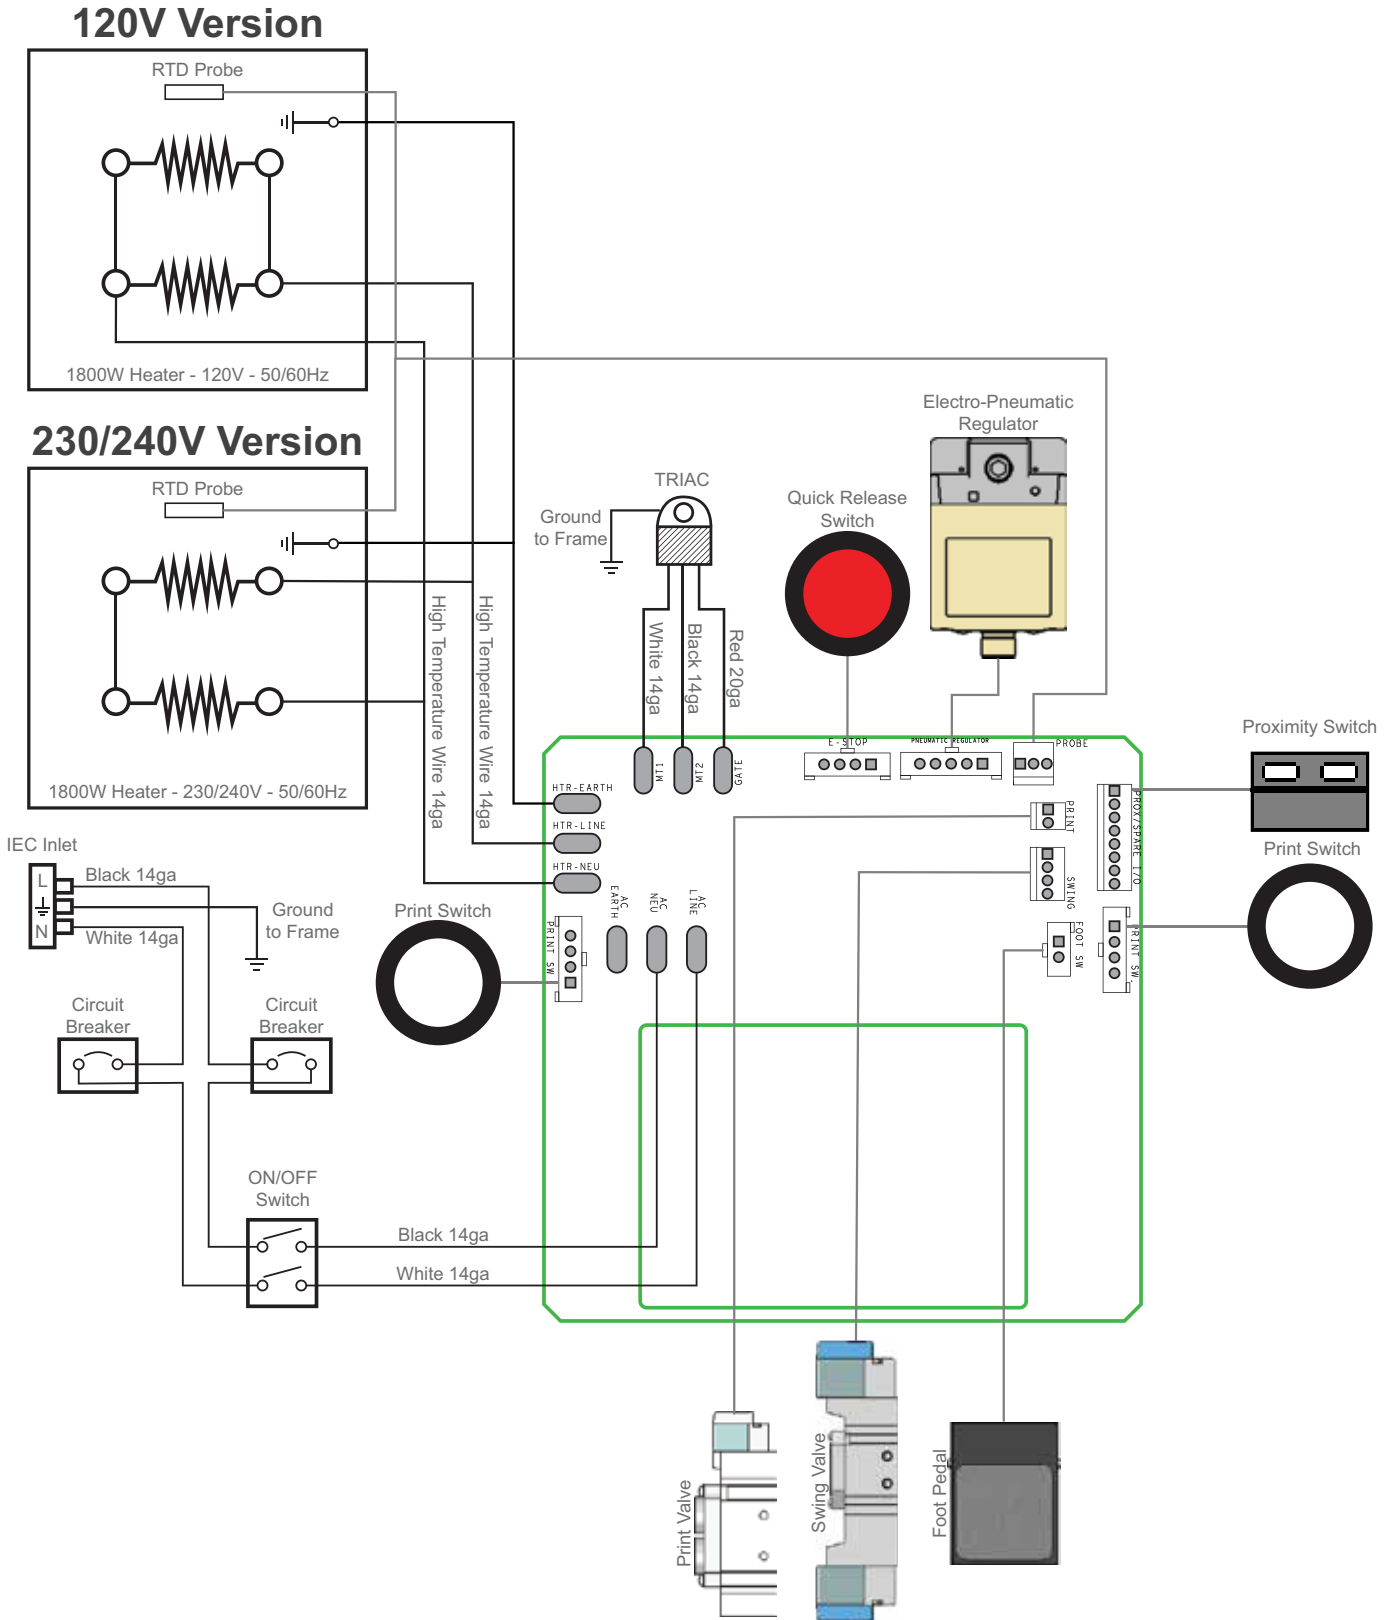 120V Version
RTD Probe
1800W Heater - 120V - 50/60Hz
230/240V Version
RTD Probe
1800W Heater - 230/240V - 50/60Hz
High Temperature Wire 14ga
High Temperature Wire 14ga
TRIAC
Ground
to Frame
White 14ga
Black 14ga
Red 20ga
Quick Release
Switch
Electro-Pneumatic
Regulator
Proximity Switch
Print Switch
MT1
MT2
GATE
E-STOP
PNEUMATIC REGULATOR
PROBE
HTR-EARTH
HTR-LINE
HTR-NEU
PRINT
SWING
PROX/SPARE I/O
FOOT SW
PRINT SW.
AC
EARTH
AC
NEU
AC
LINE
PRINT SW
Print Switch
IEC Inlet
L
N
Black 14ga
White 14ga
Ground
to Frame
Circuit
Breaker
Circuit
Breaker
ON/OFF
Switch
Black 14ga
White 14ga
Print Valve
Swing Valve
Foot Pedal